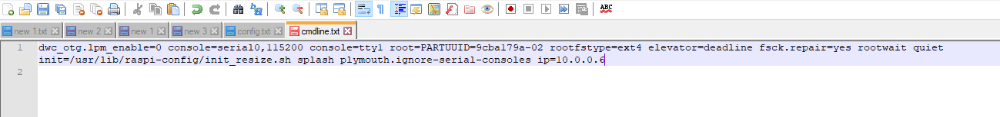 new 1.txt new 2 new 1 new 3 config.txt cmdline.txt
1 dwc_otg.lpm_enable=0 console=serial0,115200 console=tty1 root=PARTUUID=9cba179a-02 rootfstype=ext4 elevator=deadline fsck.repair=yes rootwait quiet
init=/usr/lib/raspi-config/init_resize.sh splash plymouth.ignore-serial-consoles ip=10.0.0.6
2
ABC